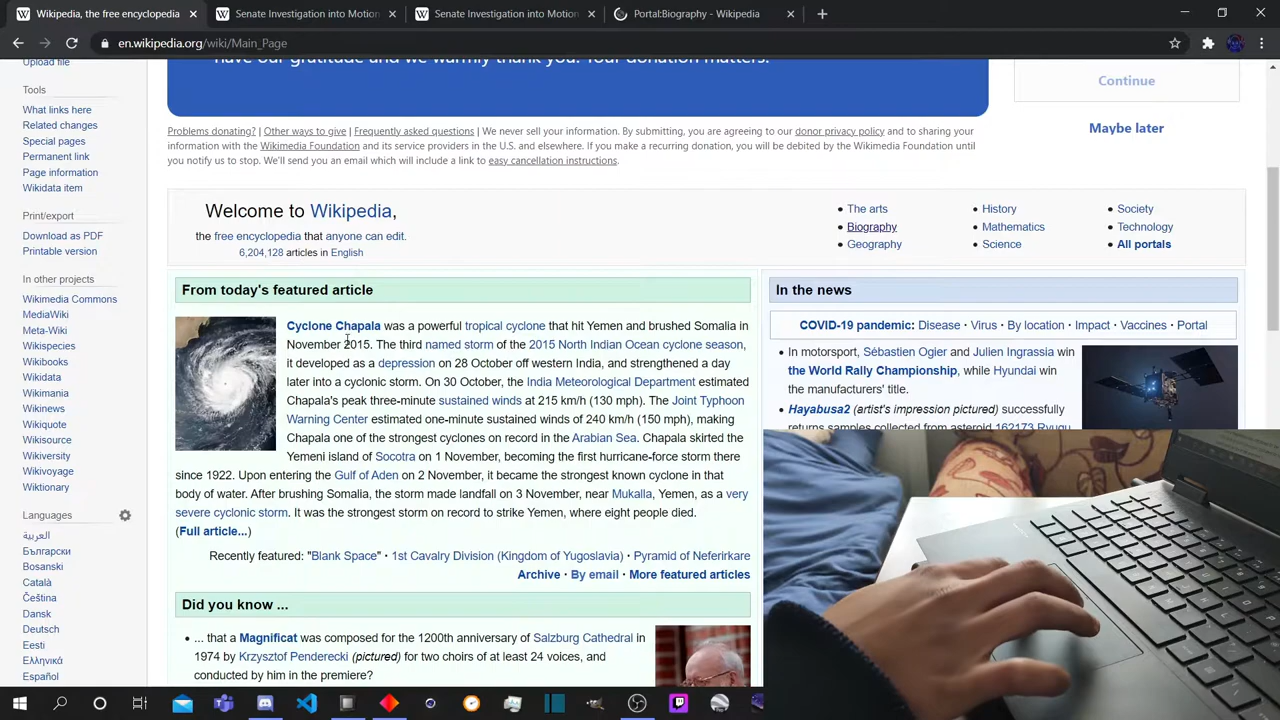 Wikipedia, the free encyclopedia
Senate Investigation into Motion
Senate Investigation into Motion
Portal:Biography - Wikipedia
en.wikipedia.org/wiki/Main_Page
Upload file
Tools
What links here
Related changes
Special pages
Permanent link
Page information
Wikidata item
Print/export
Download as PDF
Printable version
In other projects
Wikimedia Commons
MediaWiki
Meta-Wiki
Wikispecies
Wikibooks
Wikidata
Wikimania
Wikinews
Wikiquote
Wikisource
Wikiversity
Wikivoyage
Wiktionary
Languages
العربية
Български
Bosanski
Català
Čeština
Dansk
Deutsch
Eesti
Ελληνικά
Español
have our gratitude and we warmly thank you. Your donation matters.
Continue
Maybe later
Problems donating? | Other ways to give | Frequently asked questions | We never sell your information. By submitting, you are agreeing to our donor privacy policy and to sharing your
information with the Wikimedia Foundation and its service providers in the U.S. and elsewhere. If you make a recurring donation, you will be debited by the Wikimedia Foundation until
you notify us to stop. We'll send you an email which will include a link to easy cancellation instructions.
Welcome to Wikipedia,
the free encyclopedia that anyone can edit.
6,204,128 articles in English
• The arts
• Biography
• Geography
• History
• Mathematics
• Science
• Society
• Technology
• All portals
From today's featured article
Cyclone Chapala was a powerful tropical cyclone that hit Yemen and brushed Somalia in
November 2015. The third named storm of the 2015 North Indian Ocean cyclone season,
it developed as a depression on 28 October off western India, and strengthened a day
later into a cyclonic storm. On 30 October, the India Meteorological Department estimated
Chapala's peak three-minute sustained winds at 215 km/h (130 mph). The Joint Typhoon
Warning Center estimated one-minute sustained winds of 240 km/h (150 mph), making
Chapala one of the strongest cyclones on record in the Arabian Sea. Chapala skirted the
Yemeni island of Socotra on 1 November, becoming the first hurricane-force storm there
since 1922. Upon entering the Gulf of Aden on 2 November, it became the strongest known cyclone in that
body of water. After brushing Somalia, the storm made landfall on 3 November, near Mukalla, Yemen, as a very
severe cyclonic storm. It was the strongest storm on record to strike Yemen, where eight people died.
(Full article...)
Recently featured: "Blank Space" · 1st Cavalry Division (Kingdom of Yugoslavia) · Pyramid of Neferirkare
Archive · By email · More featured articles
Did you know ...
• ... that a Magnificat was composed for the 1200th anniversary of Salzburg Cathedral in
1974 by Krzysztof Penderecki (pictured) for two choirs of at least 24 voices, and
conducted by him in the premiere?
In the news
COVID-19 pandemic: Disease · Virus · By location · Impact · Vaccines · Portal
• In motorsport, Sébastien Ogier and Julien Ingrassia win
the World Rally Championship, while Hyundai win
the manufacturers' title.
• Hayabusa2 (artist's impression pictured) successfully
returns samples collected from asteroid 162173 Ryugu